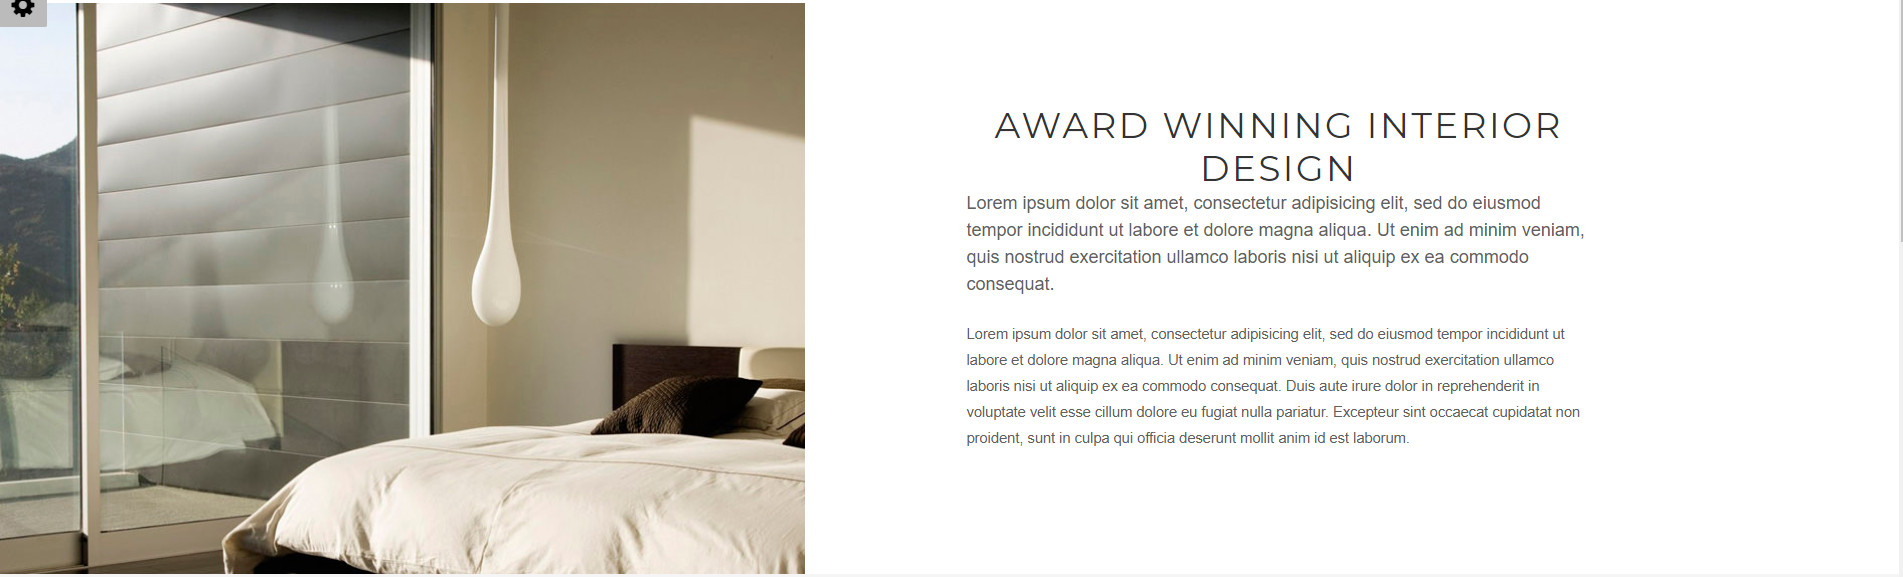 AWARD WINNING INTERIOR
DESIGN
Lorem ipsum dolor sit amet, consectetur adipisicing elit, sed do eiusmod
tempor incididunt ut labore et dolore magna aliqua. Ut enim ad minim veniam,
quis nostrud exercitation ullamco laboris nisi ut aliquip ex ea commodo
consequat.
Lorem ipsum dolor sit amet, consectetur adipisicing elit, sed do eiusmod tempor incididunt ut
labore et dolore magna aliqua. Ut enim ad minim veniam, quis nostrud exercitation ullamco
laboris nisi ut aliquip ex ea commodo consequat. Duis aute irure dolor in reprehenderit in
voluptate velit esse cillum dolore eu fugiat nulla pariatur. Excepteur sint occaecat cupidatat non
proident, sunt in culpa qui officia deserunt mollit anim id est laborum.